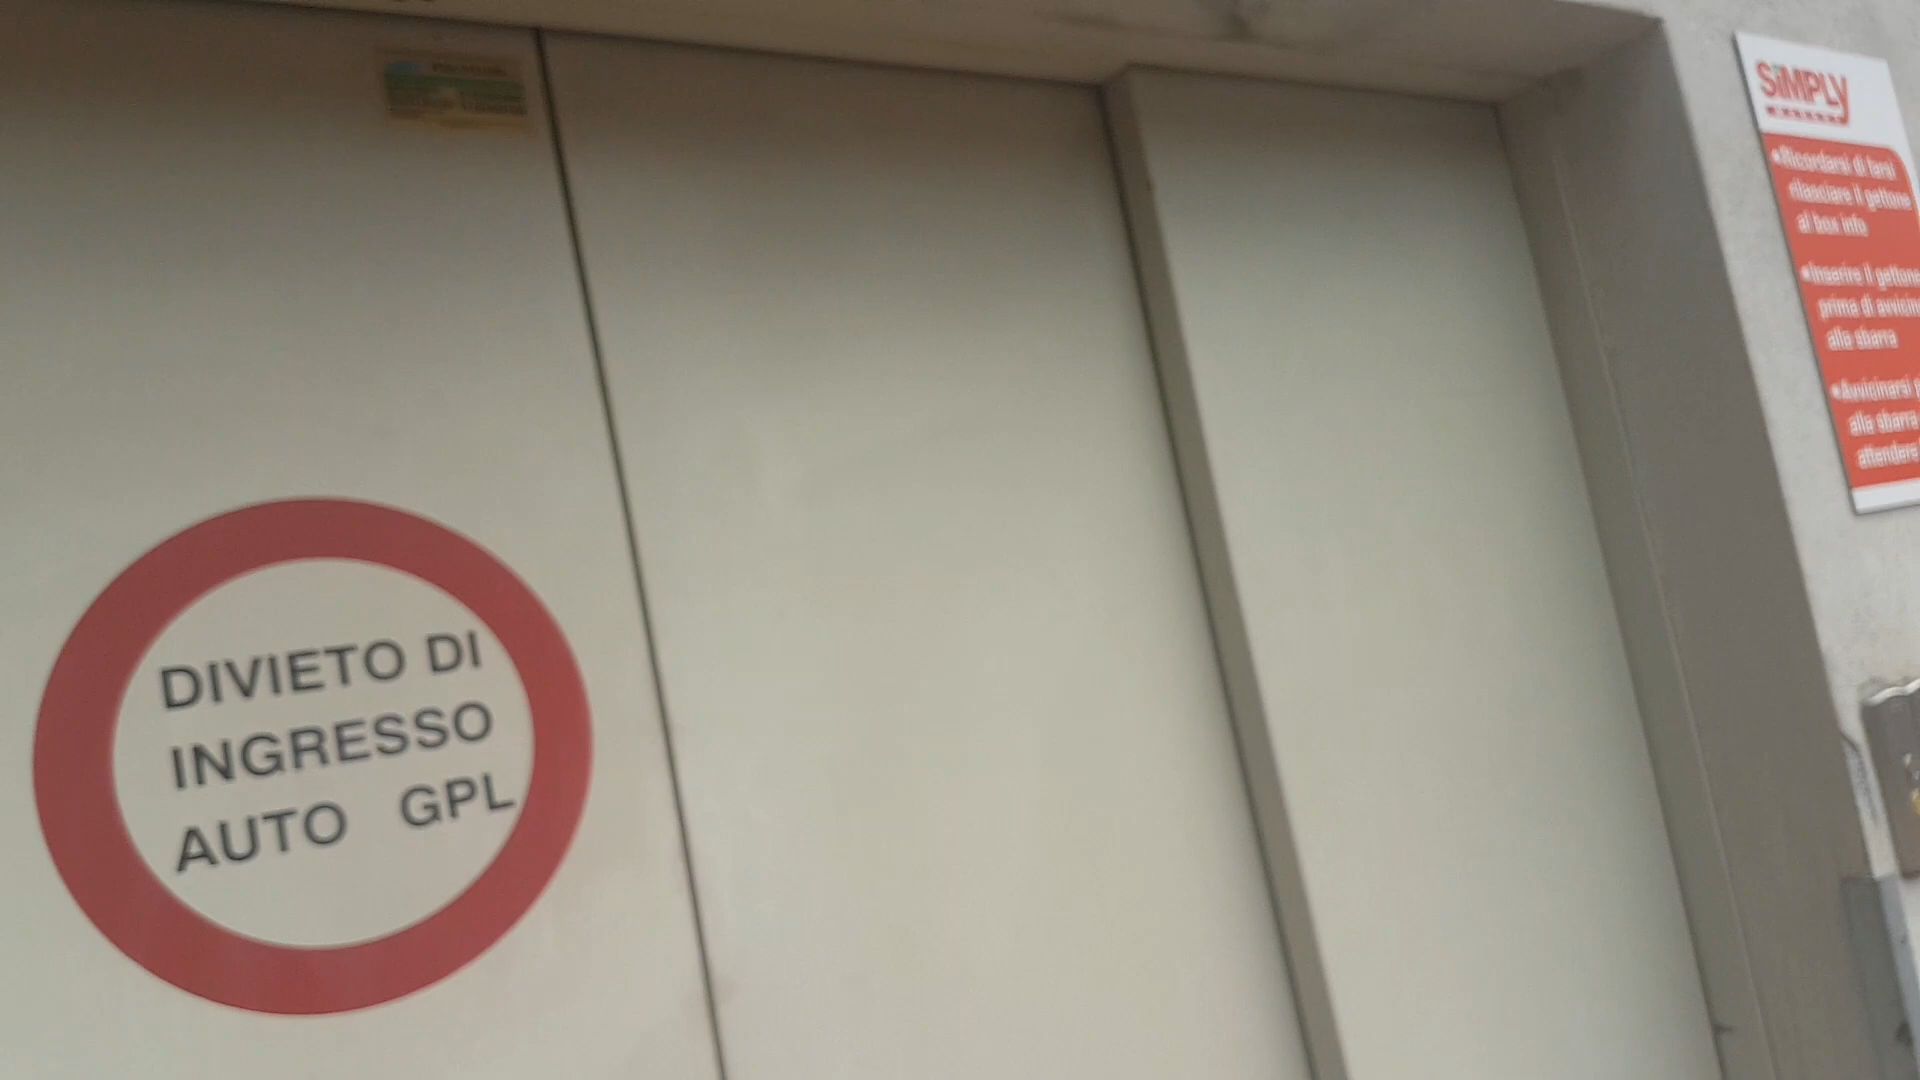 DIVIETO DI
INGRESSO
AUTO GPL
SiMPLY
MARKET
•Ricordarsi di farsi
rilasciare il gettone
al box info
•Inserire il gettone
prima di
alla sbarra
•Avvicinarsi
alla sbarra
attendere